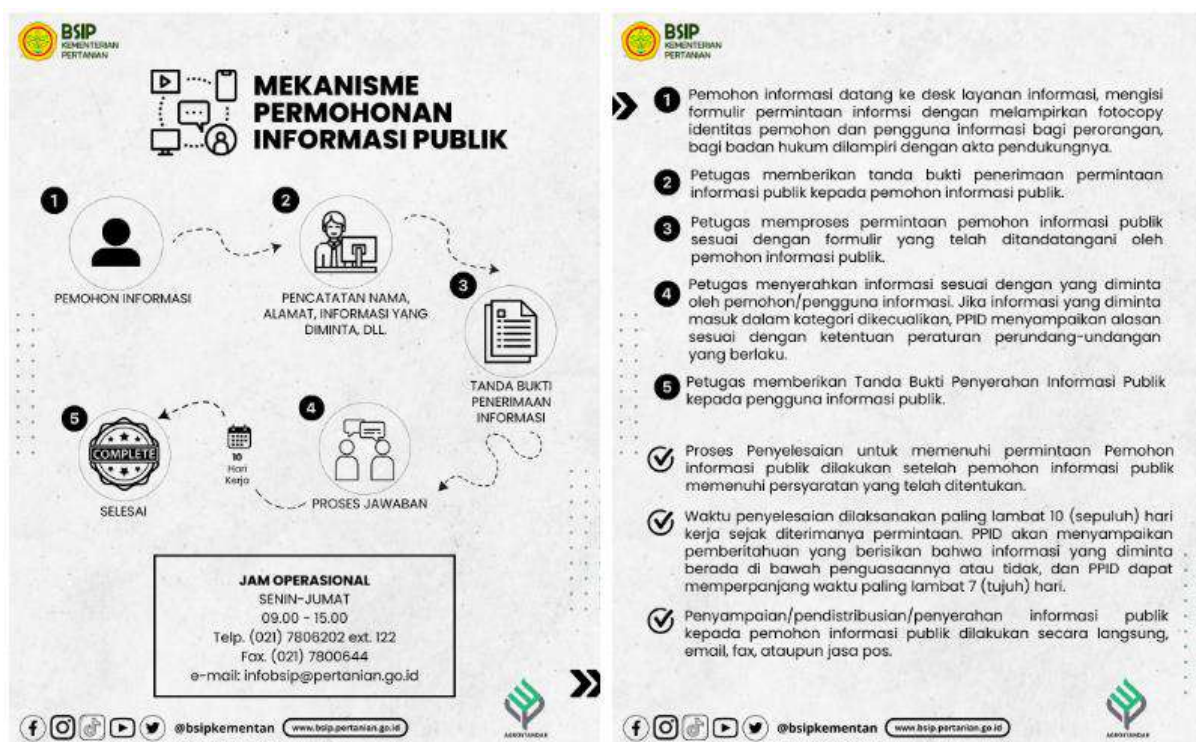 BSIP
KEMENTERIAN
PERTANIAN
MEKANISME
PERMOHONAN
INFORMASI PUBLIK
1
PEMOHON INFORMASI
2
PENCATATAN NAMA,
ALAMAT, INFORMASI YANG
DIMINTA, DLL.
3
TANDA BUKTI
PENERIMAAN
INFORMASI
4
PROSES JAWABAN
10
Hari
Kerja
5
COMPLETE
SELESAI
JAM OPERASIONAL
SENIN-JUMAT
09.00 - 15.00
Telp. (021) 7806202 ext. 122
Fax. (021) 7800644
e-mail: infobsip@pertanian.go.id
@bsipkementan www.bsip.pertanian.go.id
AGROSTANDAR
BSIP
KEMENTERIAN
PERTANIAN
1 Pemohon informasi datang ke desk layanan informasi, mengisi
formulir permintaan informsi dengan melampirkan fotocopy
identitas pemohon dan pengguna informasi bagi perorangan,
bagi badan hukum dilampiri dengan akta pendukungnya.
2 Petugas memberikan tanda bukti penerimaan permintaan
informasi publik kepada pemohon informasi publik.
3 Petugas memproses permintaan pemohon informasi publik
sesuai dengan formulir yang telah ditandatangani oleh
pemohon informasi publik.
4 Petugas menyerahkan informasi sesuai dengan yang diminta
oleh pemohon/pengguna informasi. Jika informasi yang diminta
masuk dalam kategori dikecualikan, PPID menyampaikan alasan
sesuai dengan ketentuan peraturan perundang-undangan
yang berlaku.
5 Petugas memberikan Tanda Bukti Penyerahan Informasi Publik
kepada pengguna informasi publik.
Proses Penyelesaian untuk memenuhi permintaan Pemohon
informasi publik dilakukan setelah pemohon informasi publik
memenuhi persyaratan yang telah ditentukan.
Waktu penyelesaian dilaksanakan paling lambat 10 (sepuluh) hari
kerja sejak diterimanya permintaan. PPID akan menyampaikan
pemberitahuan yang berisikan bahwa informasi yang diminta
berada di bawah penguasaannya atau tidak, dan PPID dapat
memperpanjang waktu paling lambat 7 (tujuh) hari.
Penyampaian/pendistribusian/penyerahan informasi publik
kepada pemohon informasi publik dilakukan secara langsung,
email, fax, ataupun jasa pos.
@bsipkementan www.bsip.pertanian.go.id
AGROSTANDAR